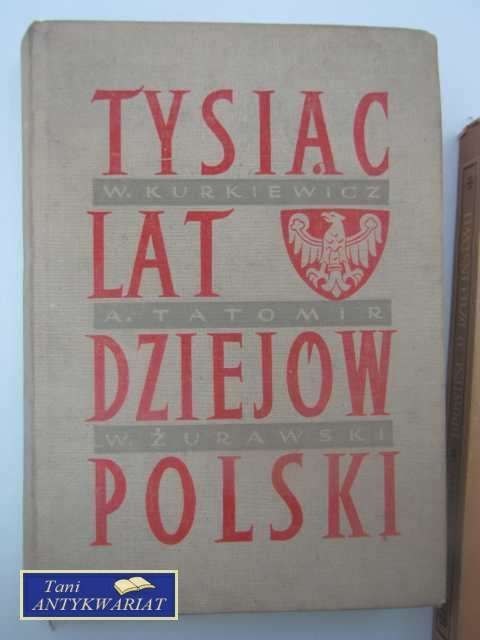 TYSIĄC
W. KURKIEWICZ
LAT
A. TATOMIR
DZIEJÓW
W. ŻURAWSKI
POLSKI
Tani
ANTYKWARIAT